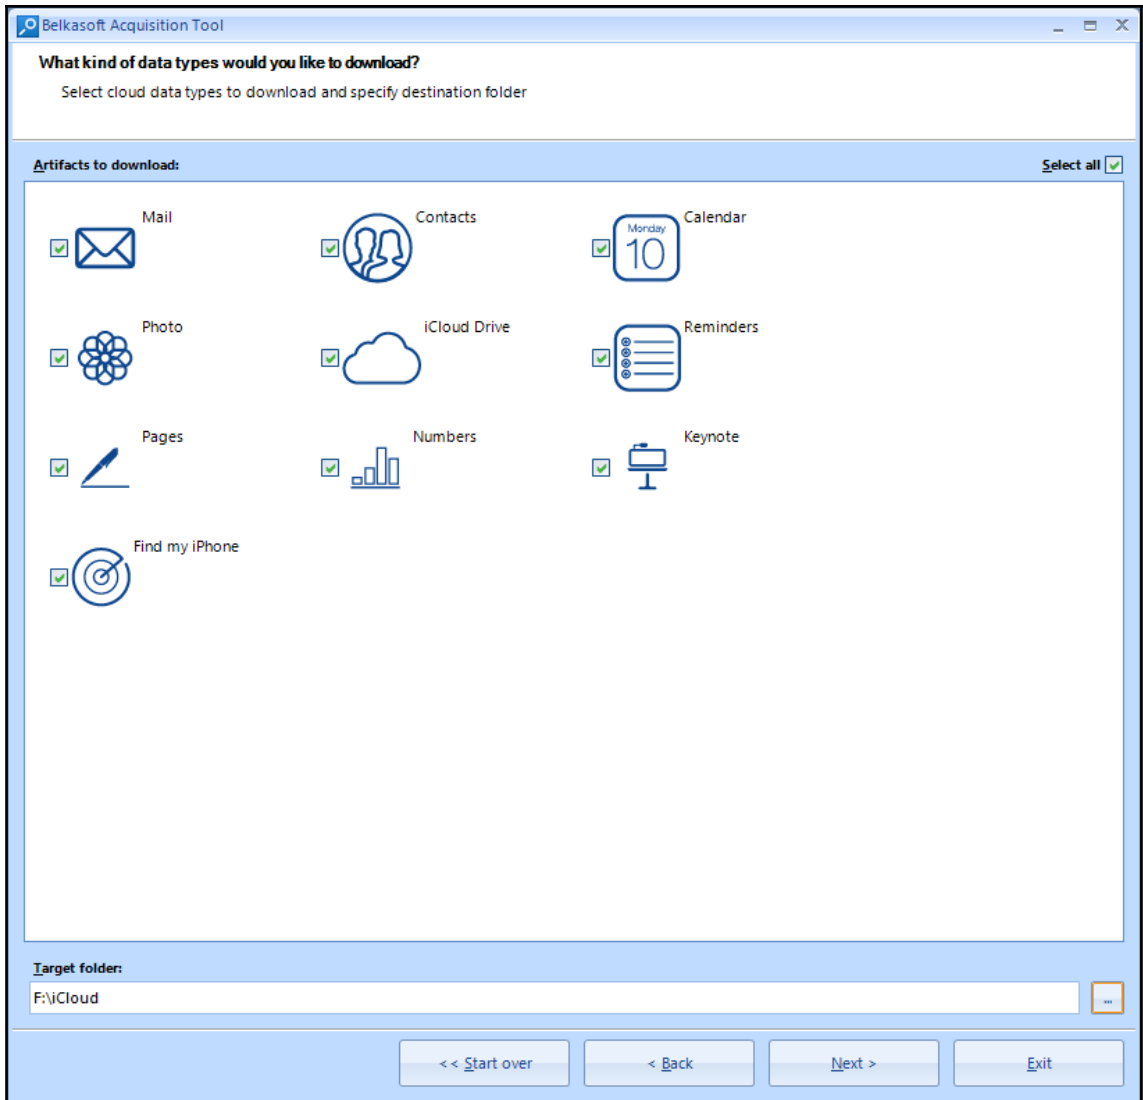 Belkasoft Acquisition Tool
What kind of data types would you like to download?
Select cloud data types to download and specify destination folder
Artifacts to download:
Select all
Mail
Contacts
Calendar
Monday
10
Photo
iCloud Drive
Reminders
Pages
Numbers
Keynote
Find my iPhone
Target folder:
F:\iCloud
...
<< Start over
< Back
Next >
Exit